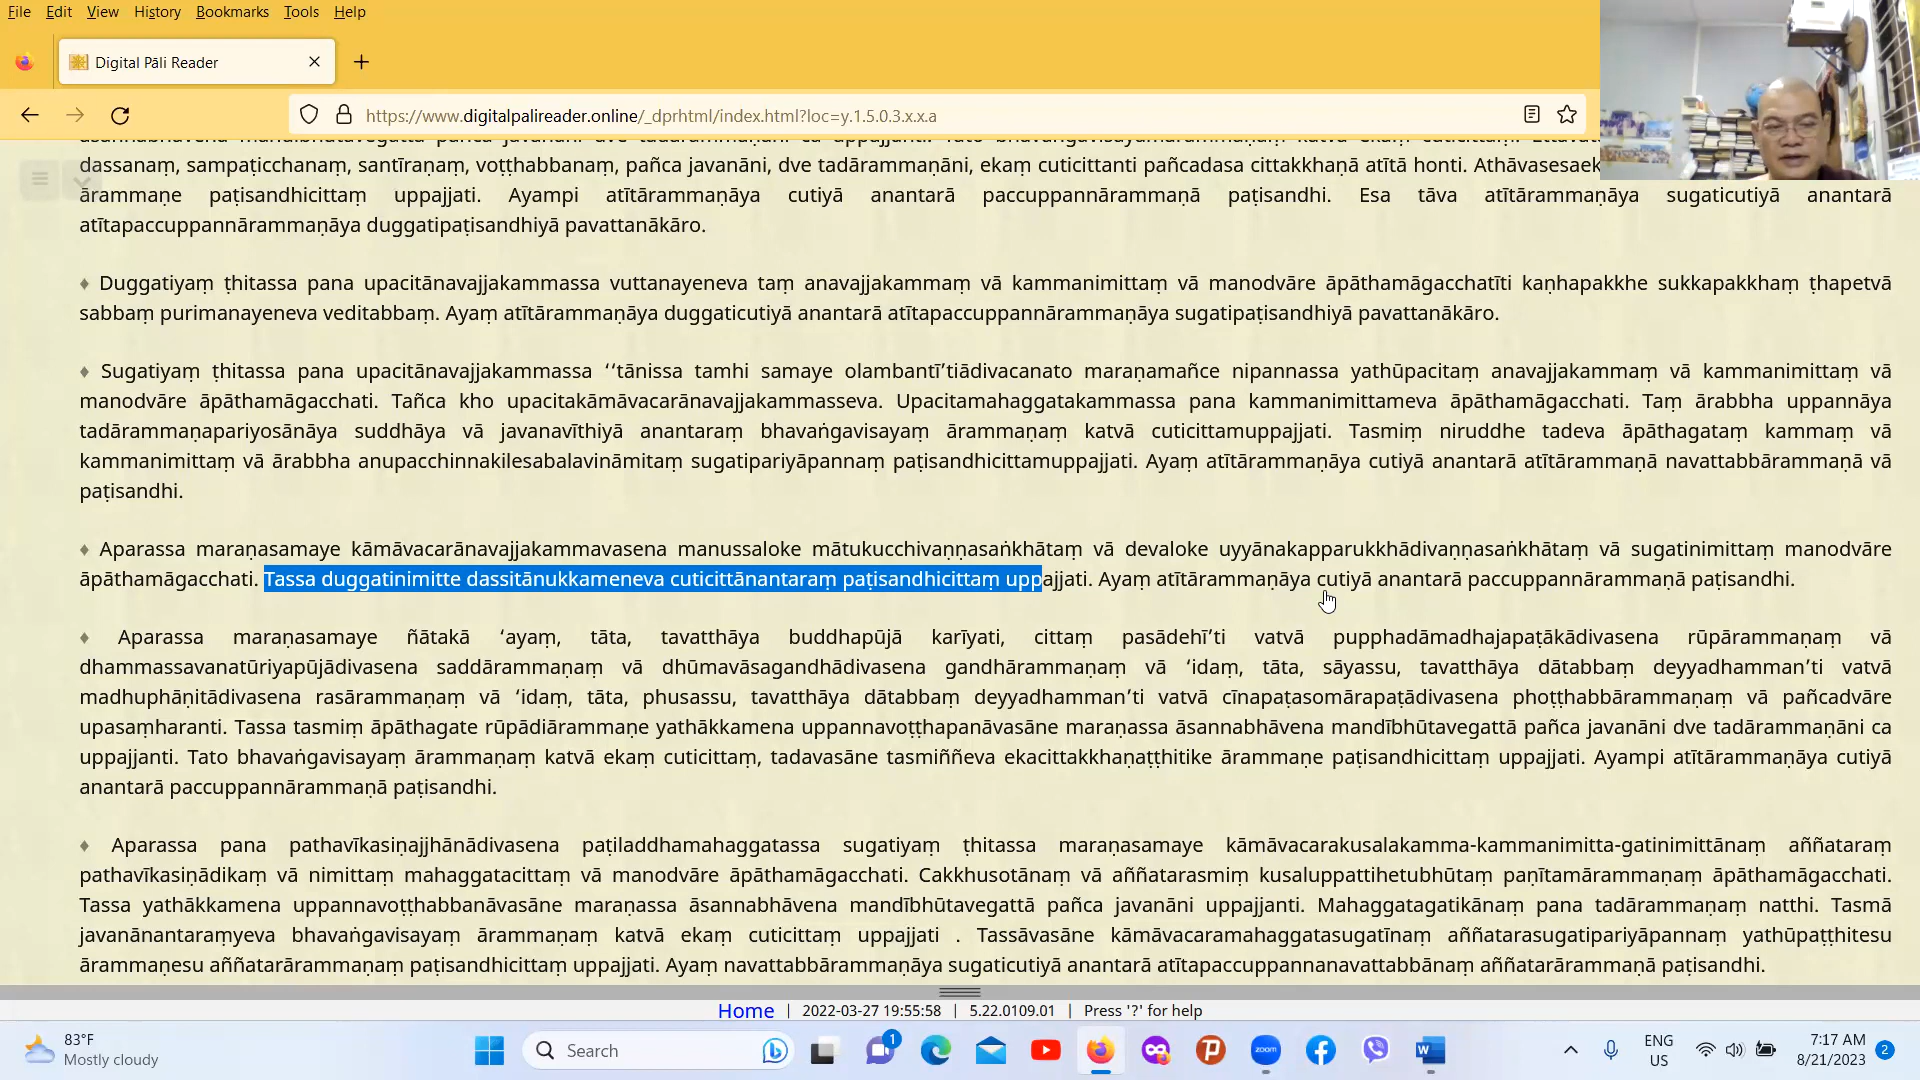 File Edit View History Bookmarks Tools Help
Digital Pāli Reader
https://www.digitalpalireader.online/_dprhtml/index.html?loc=y.1.5.0.3.x.x.a
dassanaṃ, sampaṭicchanaṃ, santīraṇaṃ, voṭṭhabbanaṃ, pañca javanāni, dve tadārammaṇāni, ekaṃ cuticittanti pañcadasa cittakkhaṇā atītā honti. Athāvasesaek
ārammaṇe paṭisandhicittaṃ uppajjati. Ayampi atītārammaṇāya cutiyā anantarā paccuppannārammaṇā paṭisandhi. Esa tāva atītārammaṇāya sugaticutiyā anantarā
atītapaccuppannārammaṇāya duggatipaṭisandhiyā pavattanākāro.
♦ Duggatiyaṃ ṭhitassa pana upacitānavajjakammassa vuttanayeneva taṃ anavajjakammaṃ vā kammanimittaṃ vā manodvāre āpāthamāgacchatīti kaṇhapakkhe sukkapakkhaṃ ṭhapetvā
sabbaṃ purimanayeneva veditabbaṃ. Ayaṃ atītārammaṇāya duggaticutiyā anantarā atītapaccuppannārammaṇāya sugatipaṭisandhiyā pavattanākāro.
♦ Sugatiyaṃ ṭhitassa pana upacitānavajjakammassa ‘‘tānissa tamhi samaye olambantī’tiādivacanato maraṇamañce nipannassa yathūpacitaṃ anavajjakammaṃ vā kammanimittaṃ vā
manodvāre āpāthamāgacchati. Tañca kho upacitakāmāvacarānavajjakammasseva. Upacitamahaggatakammassa pana kammanimittameva āpāthamāgacchati. Taṃ ārabbha uppannāya
tadārammaṇapariyosānāya suddhāya vā javanavīthiyā anantaraṃ bhavaṅgavisayaṃ ārammaṇaṃ katvā cuticittamuppajjati. Tasmiṃ niruddhe tadeva āpāthagataṃ kammaṃ vā
kammanimittaṃ vā ārabbha anupacchinnakilesabalavināmitaṃ sugatipariyāpannaṃ paṭisandhicittamuppajjati. Ayaṃ atītārammaṇāya cutiyā anantarā atītārammaṇā navattabbārammaṇā vā
paṭisandhi.
♦ Aparassa maraṇasamaye kāmāvacarānavajjakammavasena manussaloke mātukucchivaṇṇasaṅkhātaṃ vā devaloke uyyānakapparukkhādivaṇṇasaṅkhātaṃ vā sugatinimittaṃ manodvāre
āpāthamāgacchati. Tassa duggatinimitte dassitānukkameneva cuticittānantaraṃ paṭisandhicittaṃ uppajjati. Ayaṃ atītārammaṇāya cutiyā anantarā paccuppannārammaṇā paṭisandhi.
♦ Aparassa maraṇasamaye ñātakā ‘ayaṃ, tāta, tavatthāya buddhapūjā karīyati, cittaṃ pasādehī’ti vatvā pupphadāmadhajapaṭākādivasena rūpārammaṇaṃ vā
dhammassavanatūriyapūjādivasena saddārammaṇaṃ vā dhūmavāsagandhādivasena gandhārammaṇaṃ vā ‘idaṃ, tāta, sāyassu, tavatthāya dātabbaṃ deyyadhamman’ti vatvā
madhuphāṇitādivasena rasārammaṇaṃ vā ‘idaṃ, tāta, phusassu, tavatthāya dātabbaṃ deyyadhamman’ti vatvā cīnapaṭasomārapaṭādivasena phoṭṭhabbārammaṇaṃ vā pañcadvāre
upasaṃharanti. Tassa tasmiṃ āpāthagate rūpādiārammaṇe yathākkamena uppannavoṭṭhapanāvasāne maraṇassa āsannabhāvena mandībhūtavegattā pañca javanāni dve tadārammaṇāni ca
uppajjanti. Tato bhavaṅgavisayaṃ ārammaṇaṃ katvā ekaṃ cuticittaṃ, tadavasāne tasmiññeva ekacittakkhaṇaṭṭhitike ārammaṇe paṭisandhicittaṃ uppajjati. Ayampi atītārammaṇāya cutiyā
anantarā paccuppannārammaṇā paṭisandhi.
♦ Aparassa pana pathavīkasiṇajjhānādivasena paṭiladdhamahaggatassa sugatiyaṃ ṭhitassa maraṇasamaye kāmāvacarakusalakamma-kammanimitta-gatinimittānaṃ aññataraṃ
pathavīkasiṇādikaṃ vā nimittaṃ mahaggatacittaṃ vā manodvāre āpāthamāgacchati. Cakkhusotānaṃ vā aññatarasmiṃ kusaluppattihetubhūtaṃ paṇītamārammaṇaṃ āpāthamāgacchati.
Tassa yathākkamena uppannavoṭṭhabbanāvasāne maraṇassa āsannabhāvena mandībhūtavegattā pañca javanāni uppajjanti. Mahaggatagatikānaṃ pana tadārammaṇaṃ natthi. Tasmā
javanānantaraṃyeva bhavaṅgavisayaṃ ārammaṇaṃ katvā ekaṃ cuticittaṃ uppajjati . Tassāvasāne kāmāvacaramahaggatasugatīnaṃ aññatarasugatipariyāpannaṃ yathūpaṭṭhitesu
ārammaṇesu aññatarārammaṇaṃ paṭisandhicittaṃ uppajjati. Ayaṃ navattabbārammaṇāya sugaticutiyā anantarā atītapaccuppannanavattabbānaṃ aññatarārammaṇā paṭisandhi.
Home | 2022-03-27 19:55:58 | 5.22.0109.01 | Press '?' for help
83°F
Mostly cloudy
Search
1
zoom
ENG
US
7:17 AM
8/21/2023
2